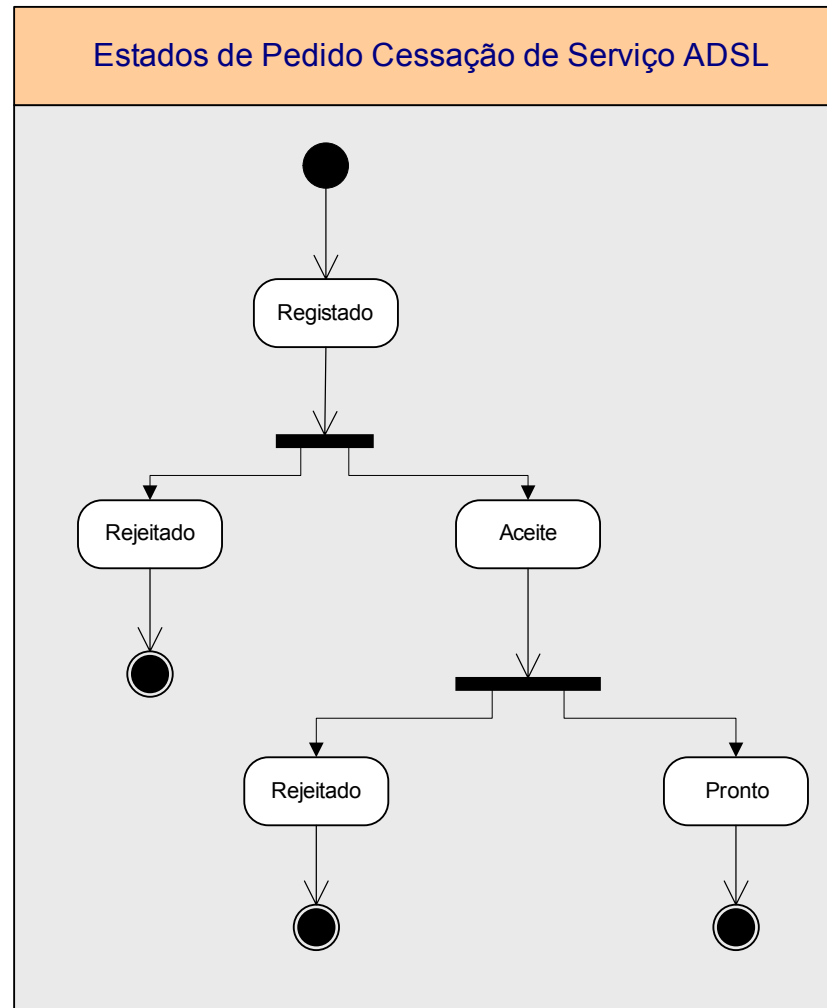 Estados de Pedido Cessação de Serviço ADSL
Registado
Rejeitado
Aceite
Rejeitado
Pronto